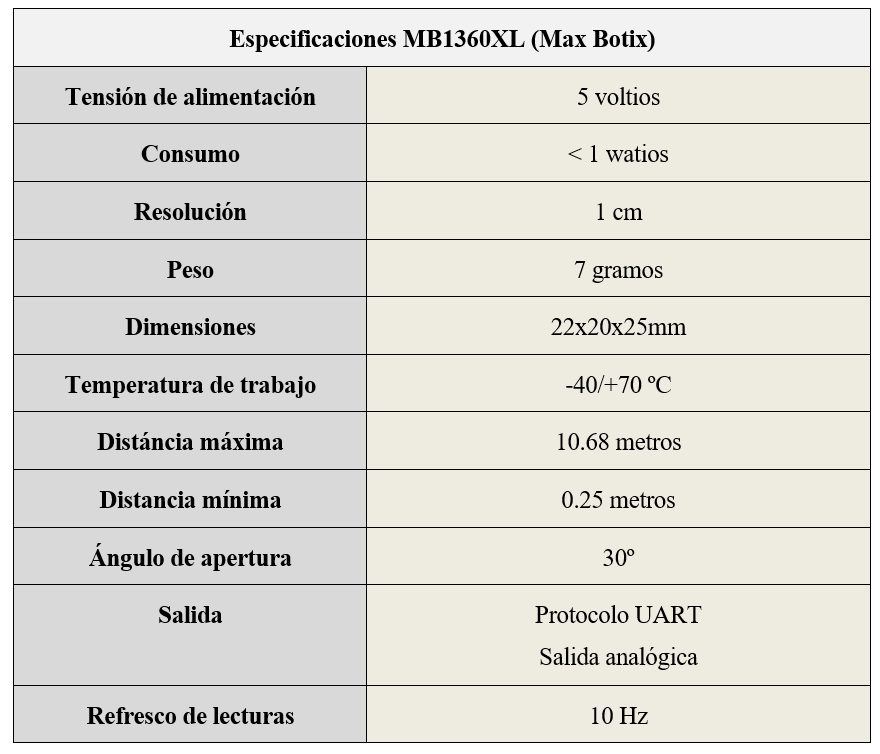 Especificaciones MB1360XL (Max Botix)
Tensión de alimentación 5 voltios
Consumo < 1 watios
Resolución 1 cm
Peso 7 gramos
Dimensiones 22x20x25mm
Temperatura de trabajo -40/+70 ºC
Distáncia máxima 10.68 metros
Distancia mínima 0.25 metros
Ángulo de apertura 30º
Salida Protocolo UART
Salida analógica
Refresco de lecturas 10 Hz